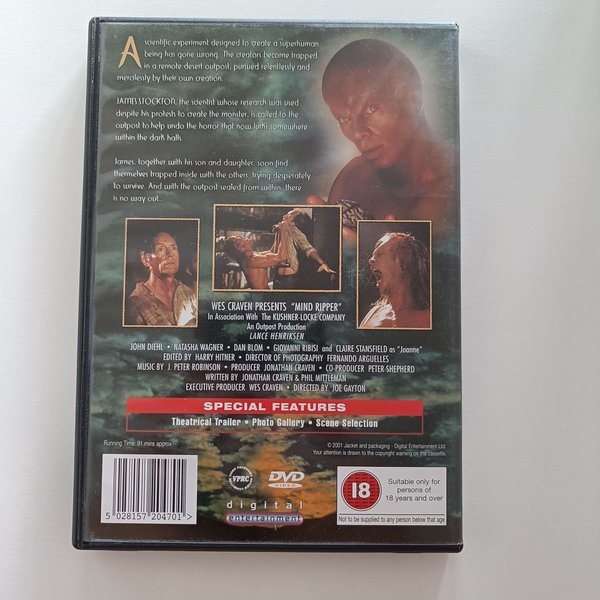 A scientific experiment designed to create a superhuman
being has gone wrong. The creators become trapped
in a remote desert outpost, pursued relentlessly and
mercilessly by their own creation.
JAMES STOCKTON, the scientist whose research was used
despite his protests to create the monster, is called to the
outpost to help undo the horror that now lurks somewhere
within the dark halls.
James, together with his son and daughter, soon find
themselves trapped inside with the others, trying desperately
to survive. And with the outpost sealed from within, there
is no way out...
WES CRAVEN PRESENTS "MIND RIPPER"
In Association With The KUSHNER-LOCKE COMPANY
An Outpost Production
LANCE HENRIKSEN
JOHN DIEHL • NATASHA WAGNER • DAN BLOM • GIOVANNI RIBISI and CLAIRE STANSFIELD as "Joanne"
EDITED BY HARRY HITNER • DIRECTOR OF PHOTOGRAPHY FERNANDO ARGUELLES
MUSIC BY J. PETER ROBINSON • PRODUCER JONATHAN CRAVEN • CO-PRODUCER PETER SHEPHERD
WRITTEN BY JONATHAN CRAVEN & PHIL MITTLEMAN
EXECUTIVE PRODUCER WES CRAVEN • DIRECTED BY JOE GAYTON
SPECIAL FEATURES
Theatrical Trailer • Photo Gallery • Scene Selection
Running Time: 91 mins approx.
© 2001 Jacket and packaging - Digital Entertainment Ltd.
Your attention is drawn to the copyright warning on the cassette.
5 028157 204701 >
VPRC
DVD
VIDEO
digital
entertainment
18
Suitable only for
persons of
18 years and over
Not to be supplied to any person below that age